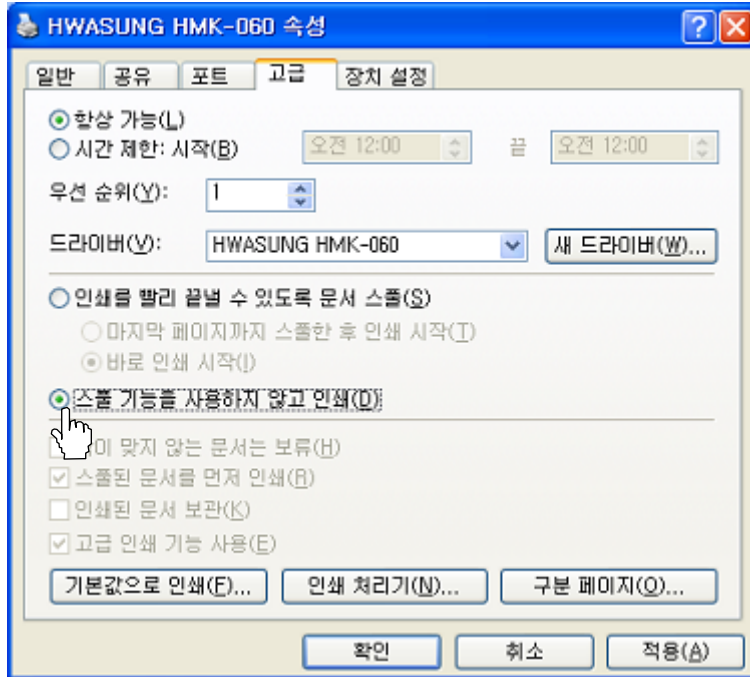 HWASUNG HMK-060 속성
일반 공유 포트 고급 장치 설정
항상 가능(L)
시간 제한: 시작(B) 오전 12:00 끝 오전 12:00
우선 순위(Y): 1
드라이버(V): HWASUNG HMK-060 새 드라이버(W)...
인쇄를 빨리 끝낼 수 있도록 문서 스풀(S)
마지막 페이지까지 스풀한 후 인쇄 시작(T)
바로 인쇄 시작(I)
스풀 기능을 사용하지 않고 인쇄(D)
맞지 않는 문서는 보류(H)
스풀된 문서를 먼저 인쇄(R)
인쇄된 문서 보관(K)
고급 인쇄 기능 사용(E)
기본값으로 인쇄(F)... 인쇄 처리기(N)... 구분 페이지(O)...
확인 취소 적용(A)